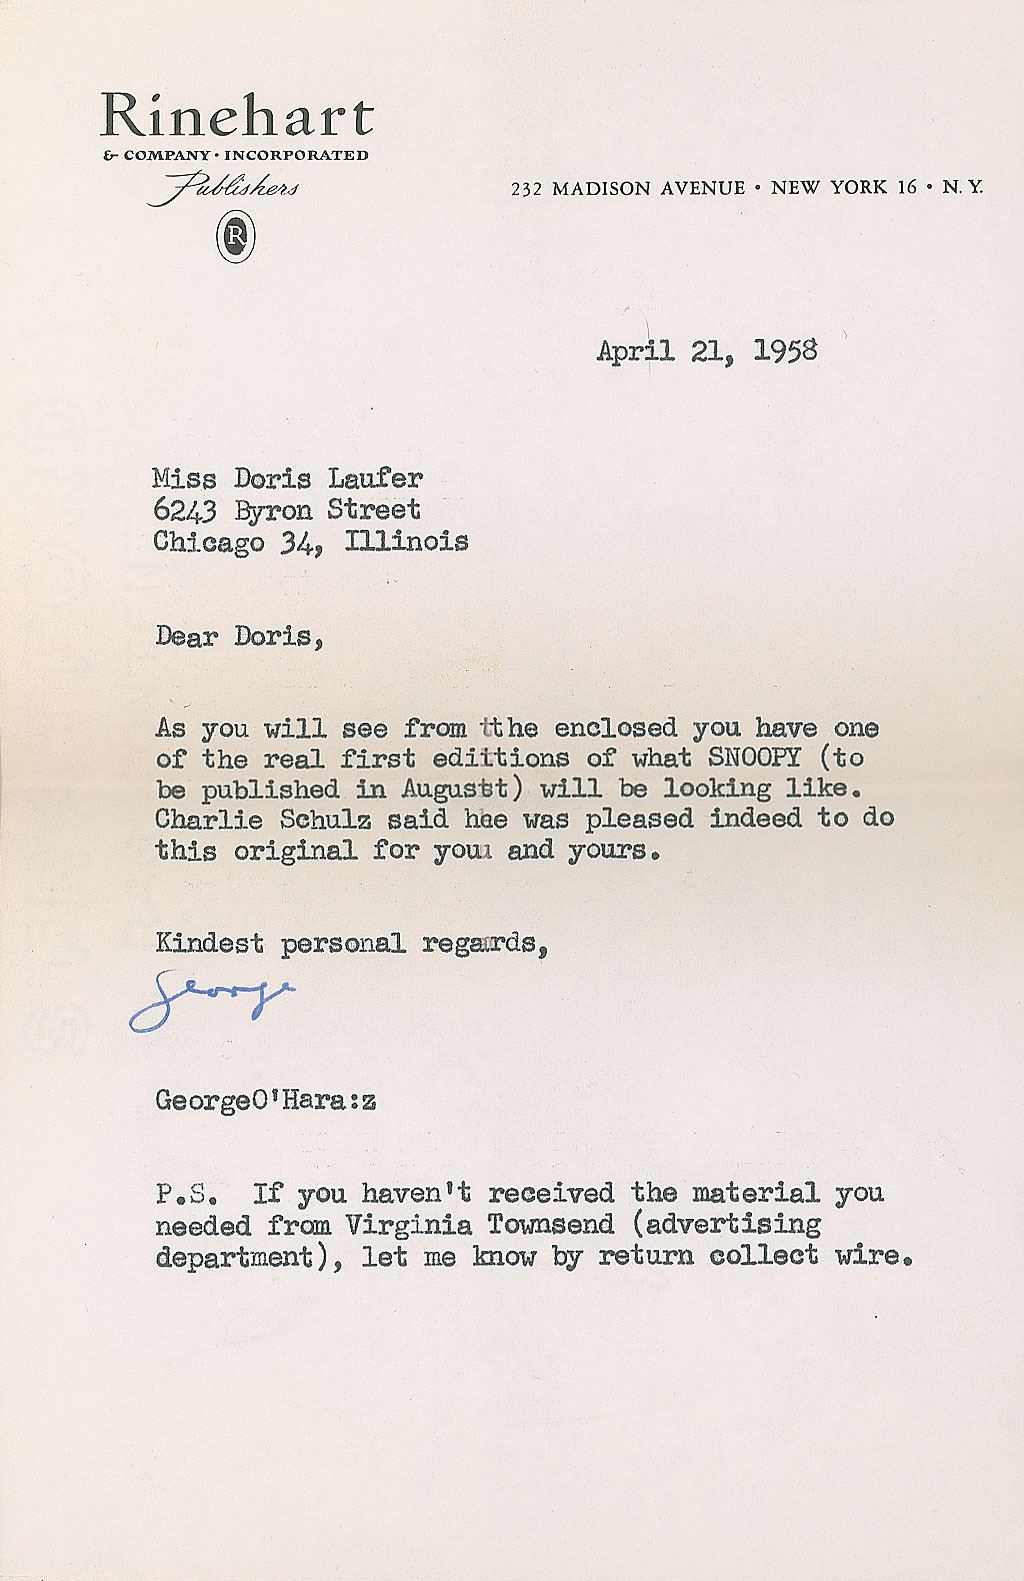 Rinehart
& COMPANY · INCORPORATED
Publishers
R
232 MADISON AVENUE · NEW YORK 16 · N. Y.
April 21, 1958
Miss Doris Laufer
6243 Byron Street
Chicago 34, Illinois
Dear Doris,
As you will see from tthe enclosed you have one
of the real first ediittions of what SNOOPY (to
be published in Augustt) will be looking like.
Charlie Schulz said hhe was pleased indeed to do
this original for you and yours.
Kindest personal regards,
George
GeorgeO'Hara:z
P.S. If you haven't received the material you
needed from Virginia Townsend (advertising
department), let me know by return collect wire.